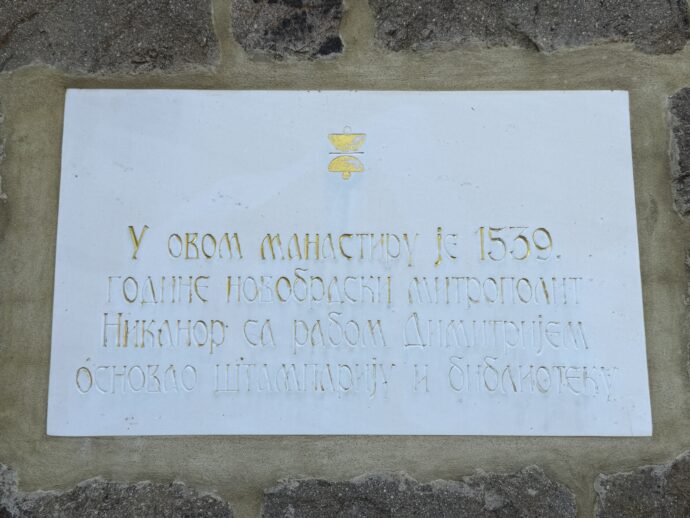 У овом манастиру је 1539.
године новобрдски митрополит
Никанор са рабом Димитријем
основао штампарију и библиотеку